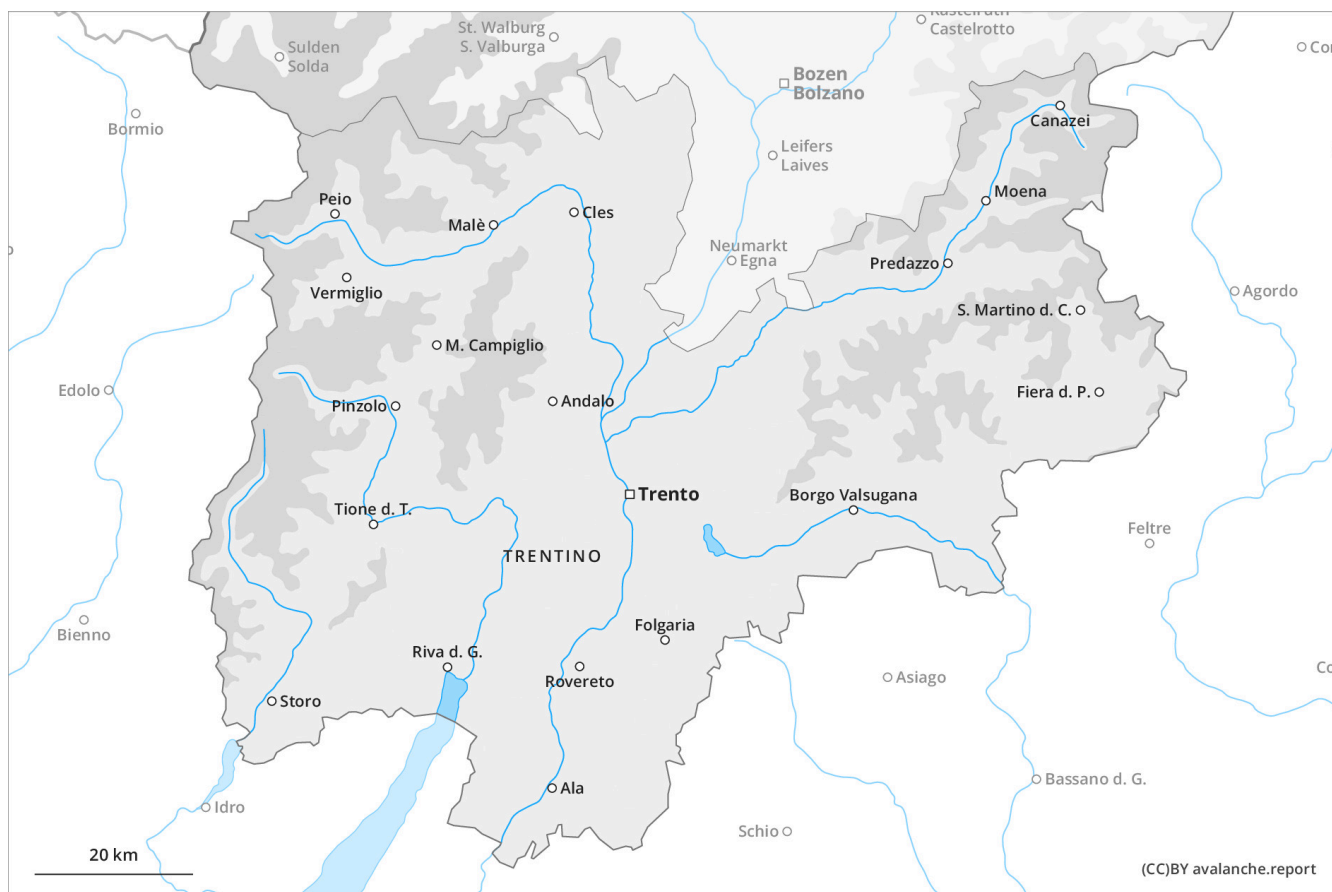 Kastelruth
Castelrotto
St. Walburg
S. Valburga
Sulden
Solda
Bozen
Bolzano
Bormio
Canazei
Leifers
Laives
Moena
Peio
Malè
Cles
Neumarkt
Egna
Predazzo
Vermiglio
Agordo
S. Martino d. C.
M. Campiglio
Edolo
Pinzolo
Andalo
Fiera d. P.
Trento
Borgo Valsugana
Tione d. T.
Feltre
TRENTINO
Bienno
Folgaria
Riva d. G.
Rovereto
Asiago
Storo
Bassano d. G.
Ala
Idro
Schio
20 km
(CC)BY avalanche.report